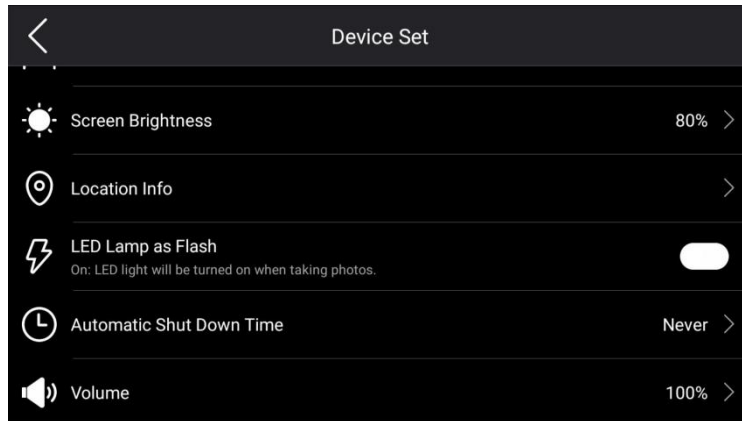 Device Set
Screen Brightness 80%
Location Info
LED Lamp as Flash
On: LED light will be turned on when taking photos.
Automatic Shut Down Time Never
Volume 100%